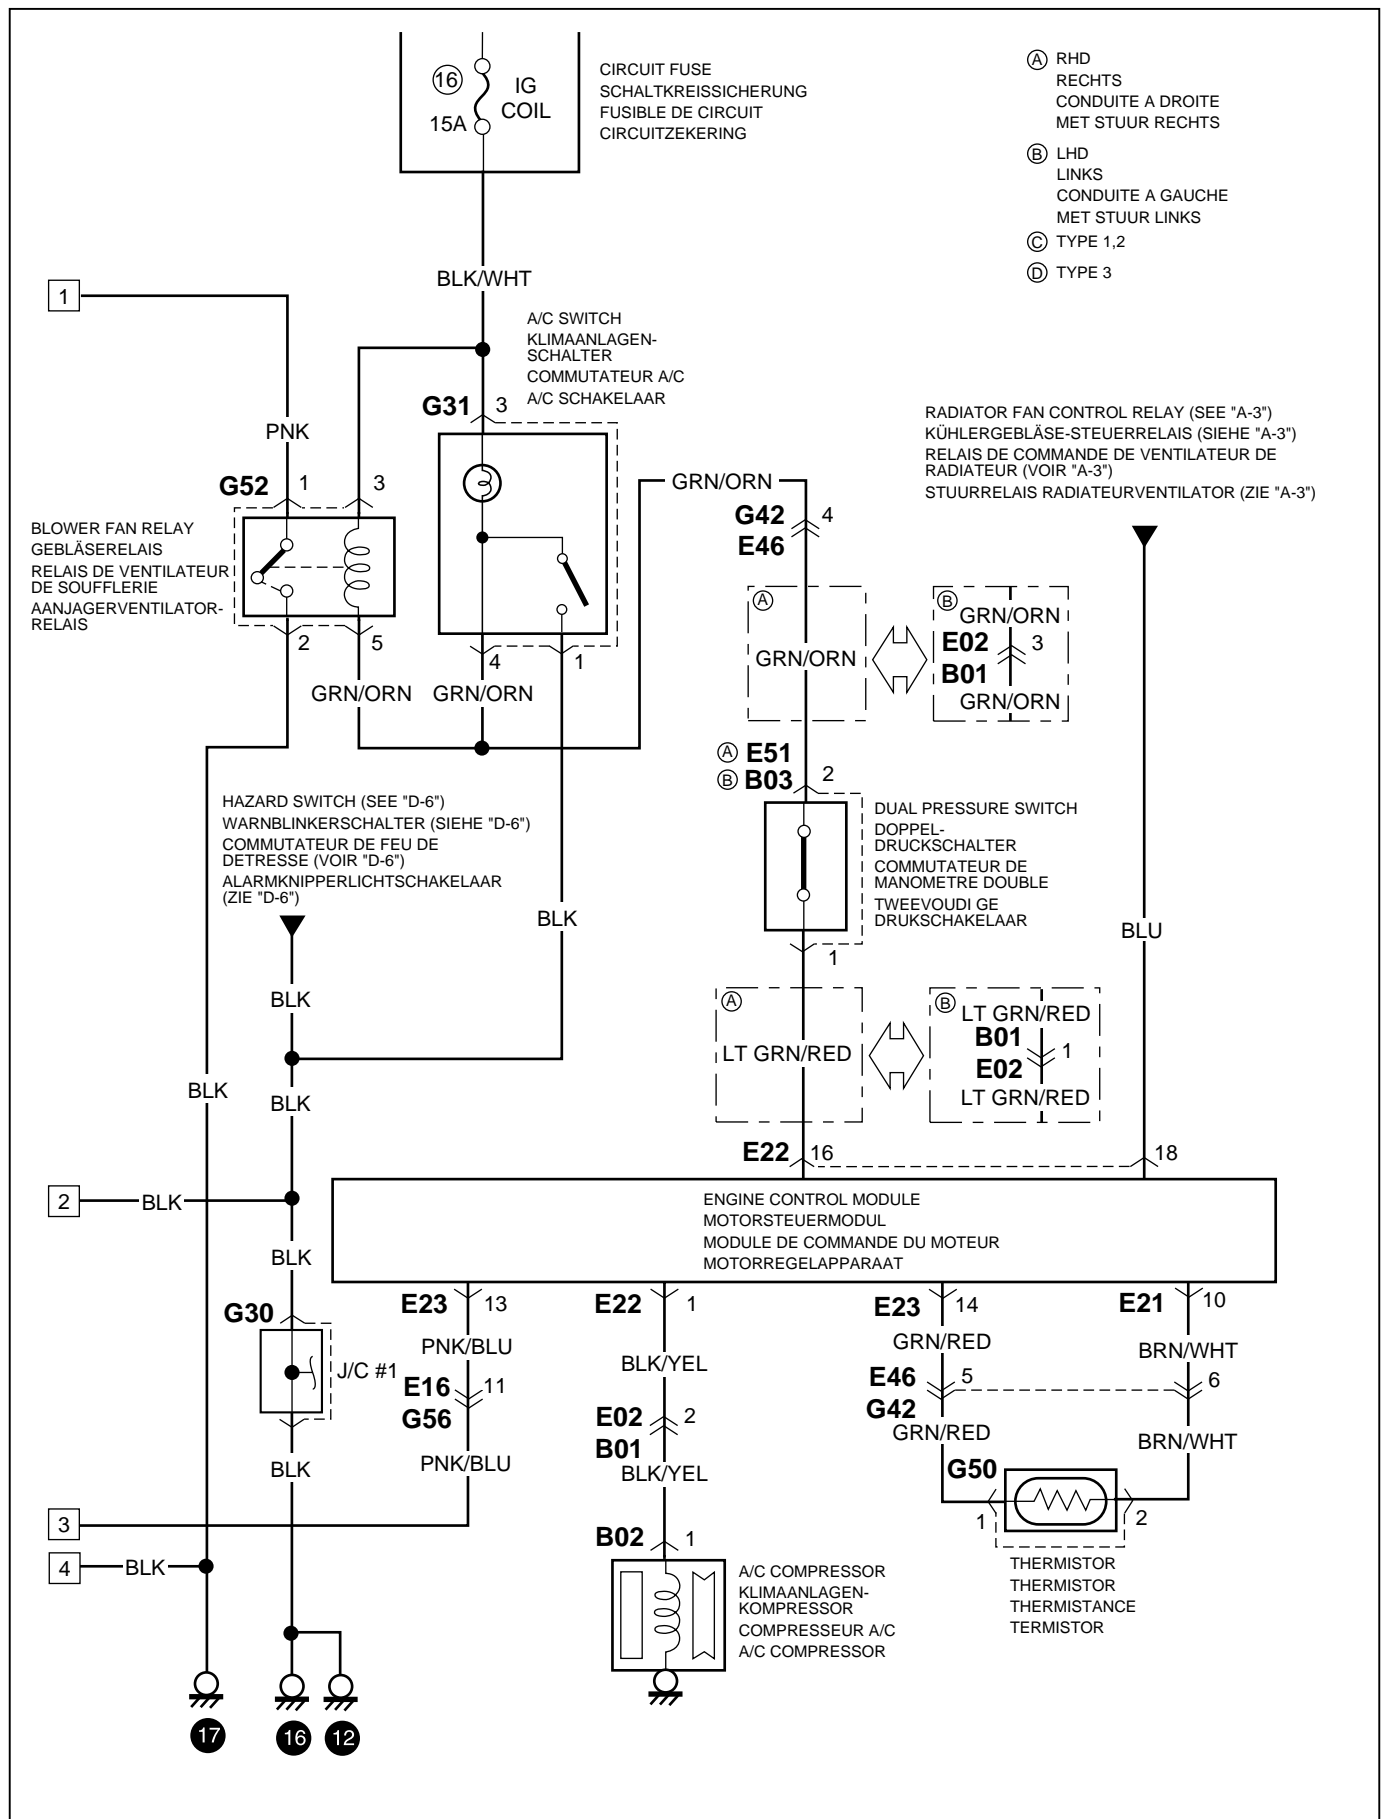 16
15A
IG
COIL
CIRCUIT FUSE
SCHALTKREISSICHERUNG
FUSIBLE DE CIRCUIT
CIRCUITZEKERING
A RHD
RECHTS
CONDUITE A DROITE
MET STUUR RECHTS
B LHD
LINKS
CONDUITE A GAUCHE
MET STUUR LINKS
C TYPE 1,2
D TYPE 3
BLK/WHT
1
A/C SWITCH
KLIMAANLAGEN-
SCHALTER
COMMUTATEUR A/C
A/C SCHAKELAAR
G31 3
PNK
G52 1 3
BLOWER FAN RELAY
GEBLÄSERELAIS
RELAIS DE VENTILATEUR
DE SOUFFLERIE
AANJAGERVENTILATOR-
RELAIS
2 5
4 1
GRN/ORN GRN/ORN
GRN/ORN
G42 4
E46
RADIATOR FAN CONTROL RELAY (SEE "A-3")
KÜHLERGEBLÄSE-STEUERRELAIS (SIEHE "A-3")
RELAIS DE COMMANDE DE VENTILATEUR DE
RADIATEUR (VOIR "A-3")
STUURRELAIS RADIATEURVENTILATOR (ZIE "A-3")
A
GRN/ORN
B
GRN/ORN
E02 3
B01
GRN/ORN
A E51
B B03 2
DUAL PRESSURE SWITCH
DOPPEL-
DRUCKSCHALTER
COMMUTATEUR DE
MANOMETRE DOUBLE
TWEEVOUDI GE
DRUKSCHAKELAAR
1
HAZARD SWITCH (SEE "D-6")
WARNBLINKERSCHALTER (SIEHE "D-6")
COMMUTATEUR DE FEU DE
DETRESSE (VOIR "D-6")
ALARMKNIPPERLICHTSCHAKELAAR
(ZIE "D-6")
BLK
BLU
BLK
A
LT GRN/RED
B
LT GRN/RED
B01 1
E02
LT GRN/RED
BLK
BLK
E22 16 18
2 BLK
ENGINE CONTROL MODULE
MOTORSTEUERMODUL
MODULE DE COMMANDE DU MOTEUR
MOTORREGELAPPARAAT
BLK
G30
J/C #1
BLK
E23 13
PNK/BLU
E16 11
G56
PNK/BLU
E22 1
BLK/YEL
E02 2
B01
BLK/YEL
B02 1
E23 14
GRN/RED
E46 5
G42
GRN/RED
G50
1
E21 10
BRN/WHT
6
BRN/WHT
2
3
4 BLK
A/C COMPRESSOR
KLIMAANLAGEN-
KOMPRESSOR
COMPRESSEUR A/C
A/C COMPRESSOR
THERMISTOR
THERMISTOR
THERMISTANCE
TERMISTOR
17 16 12